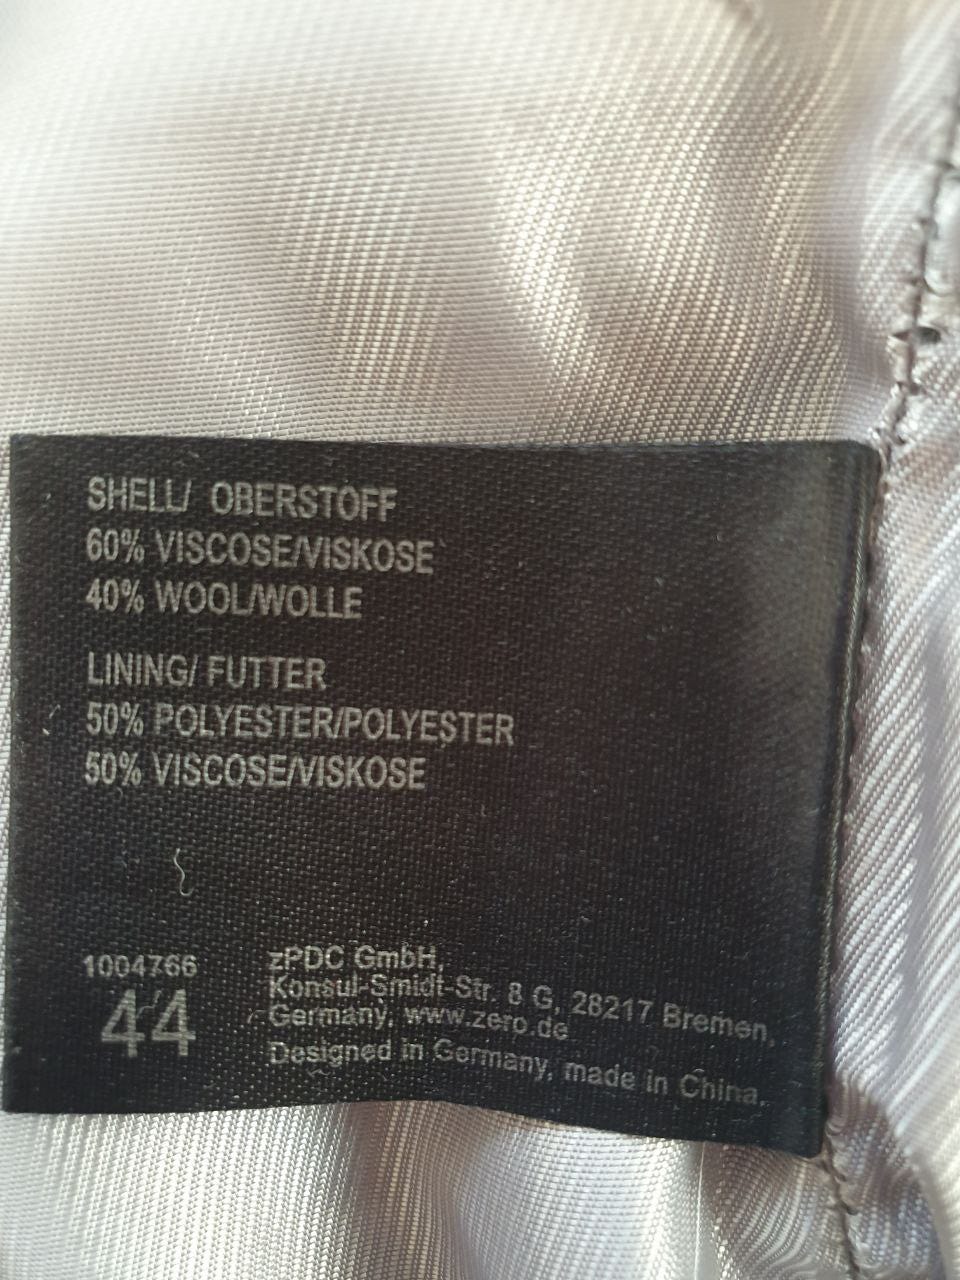 SHELL/ OBERSTOFF
60% VISCOSE/VISKOSE
40% WOOL/WOLLE
LINING/ FUTTER
50% POLYESTER/POLYESTER
50% VISCOSE/VISKOSE
1004766
44
zPDC GmbH,
Konsul-Smidt-Str. 8 G, 28217 Bremen,
Germany, www.zero.de
Designed in Germany, made in China.